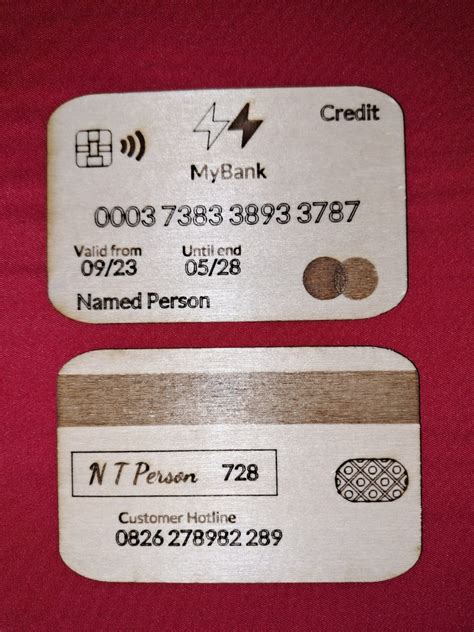 Credit
MyBank
0003 7383 3893 3787
Valid from Until end
09/23 05/28
Named Person
N T Person 728
Customer Hotline
0826 278982 289